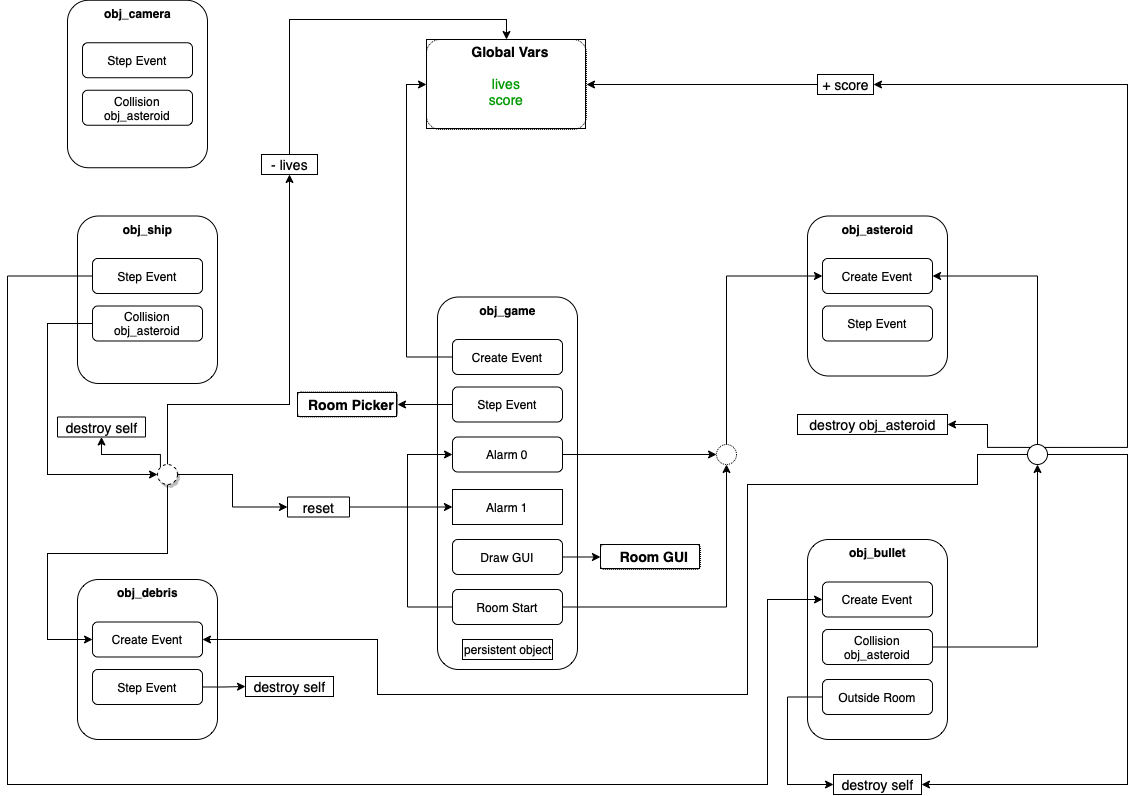 obj_camera
Step Event
Collision
obj_asteroid
Global Vars
lives
score
+ score
- lives
obj_ship
Step Event
Collision
obj_asteroid
destroy self
reset
obj_game
Create Event
Step Event
Alarm 0
Alarm 1
Draw GUI
Room Start
persistent object
Room Picker
Room GUI
obj_asteroid
Create Event
Step Event
destroy obj_asteroid
obj_debris
Create Event
Step Event
destroy self
obj_bullet
Create Event
Collision
obj_asteroid
Outside Room
destroy self